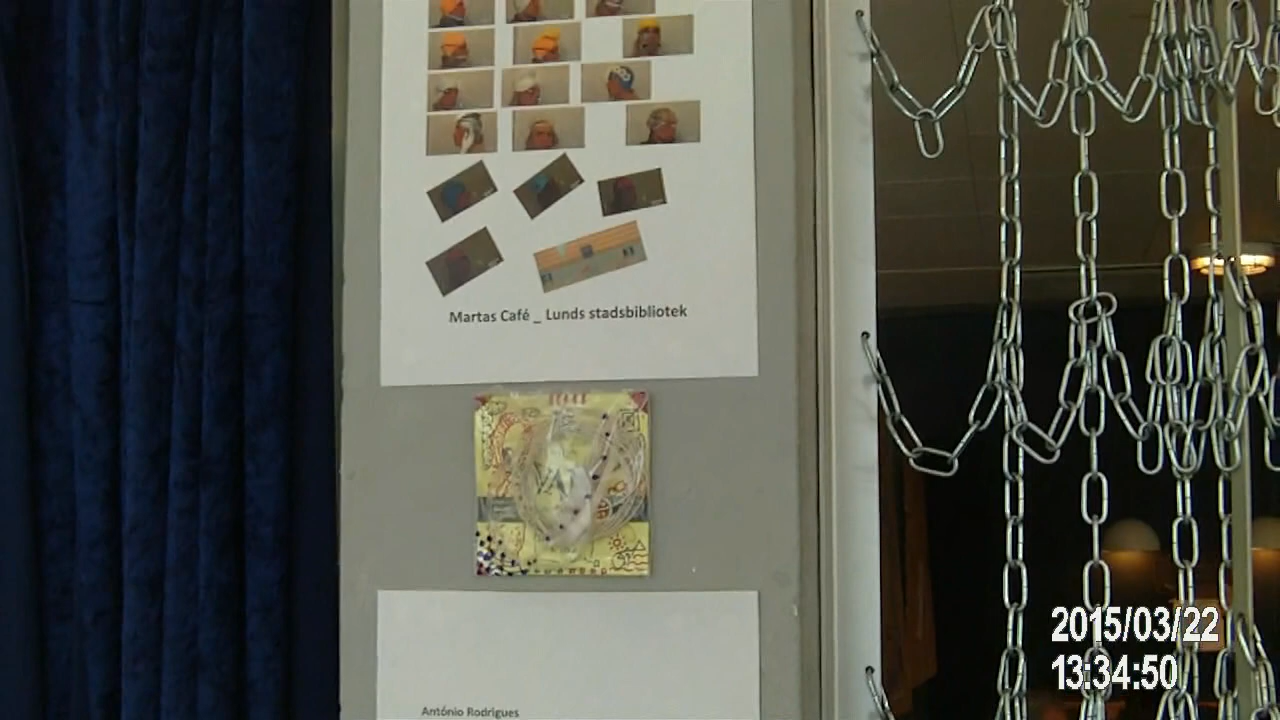 Martas Café _ Lunds stadsbibliotek
António Rodrigues
2015/03/22
13:34:50